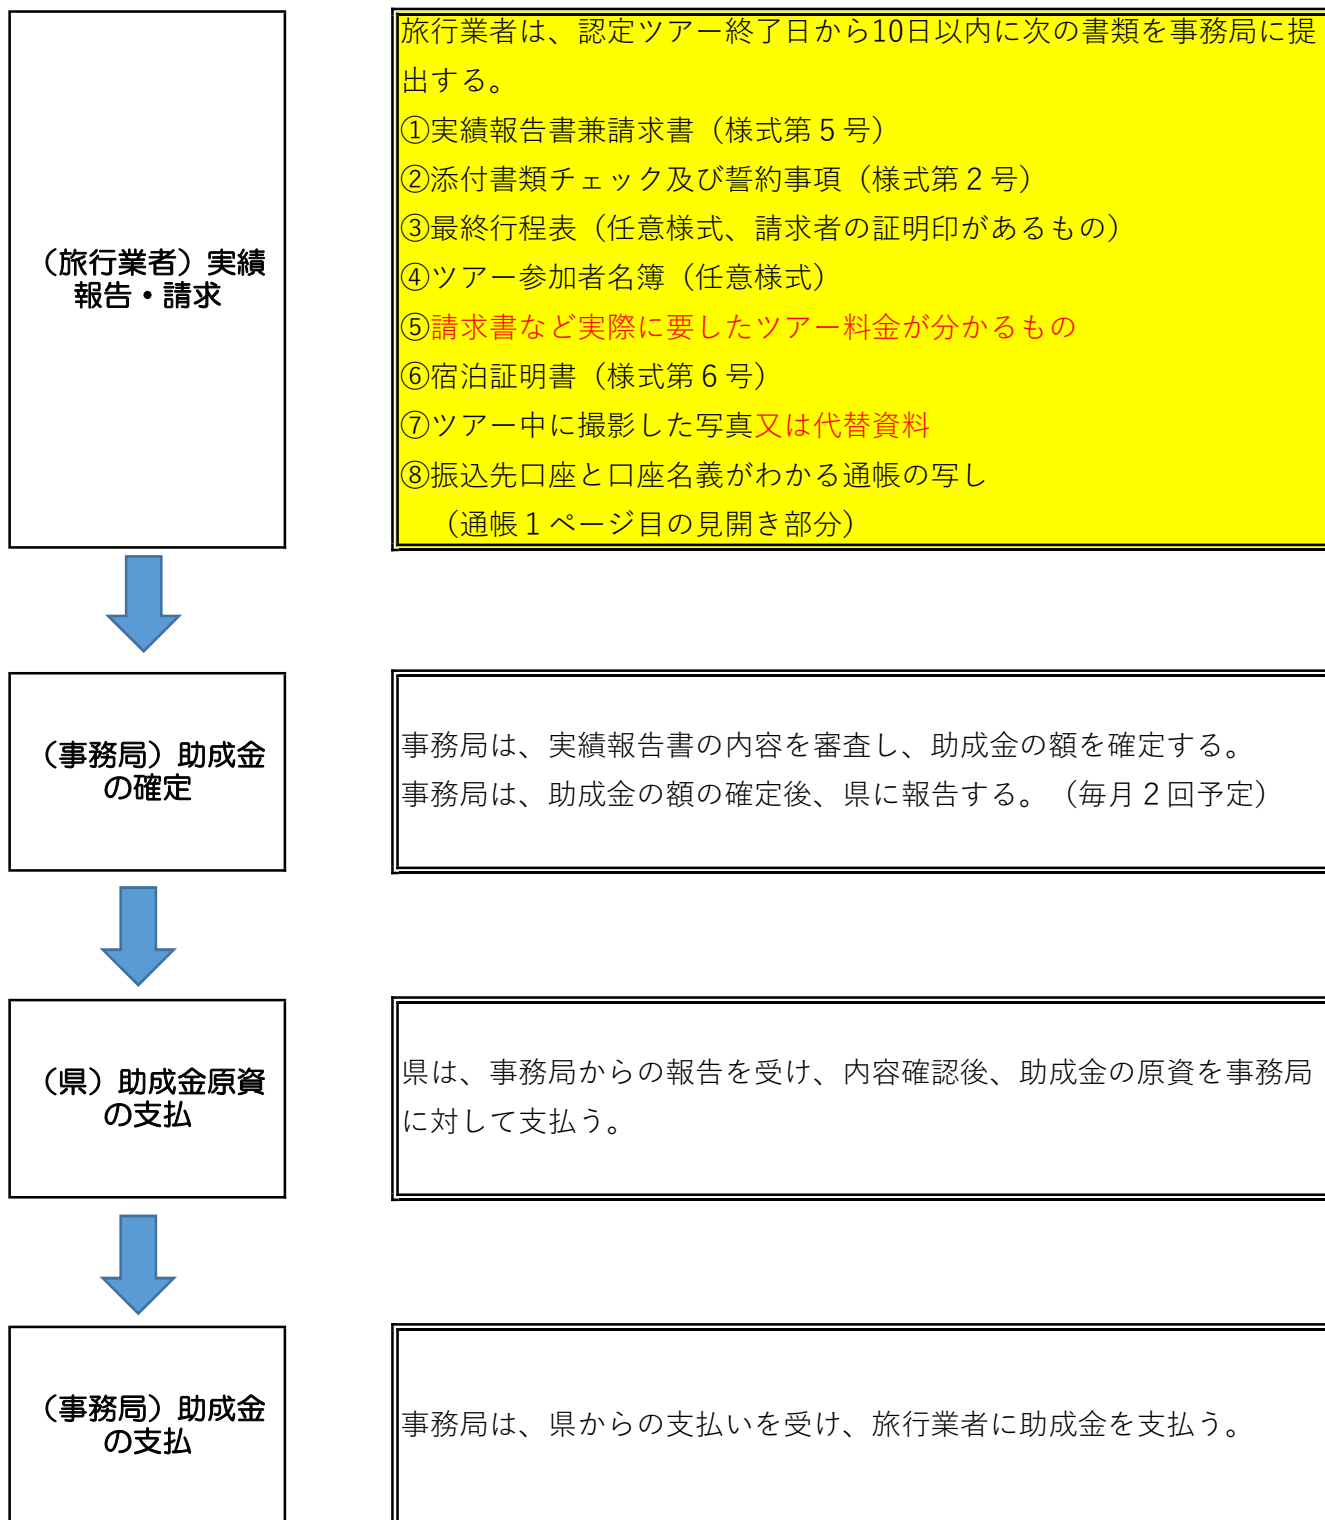 （旅行業者）実績
報告・請求
旅行業者は、認定ツアー終了日から10日以内に次の書類を事務局に提
出する。
①実績報告書兼請求書（様式第５号）
②添付書類チェック及び誓約事項（様式第２号）
③最終行程表（任意様式、請求者の証明印があるもの）
④ツアー参加者名簿（任意様式）
⑤請求書など実際に要したツアー料金が分かるもの
⑥宿泊証明書（様式第６号）
⑦ツアー中に撮影した写真又は代替資料
⑧振込先口座と口座名義がわかる通帳の写し
（通帳１ページ目の見開き部分）
（事務局）助成金
の確定
事務局は、実績報告書の内容を審査し、助成金の額を確定する。
事務局は、助成金の額の確定後、県に報告する。（毎月２回予定）
（県）助成金原資
の支払
県は、事務局からの報告を受け、内容確認後、助成金の原資を事務局
に対して支払う。
（事務局）助成金
の支払
事務局は、県からの支払いを受け、旅行業者に助成金を支払う。